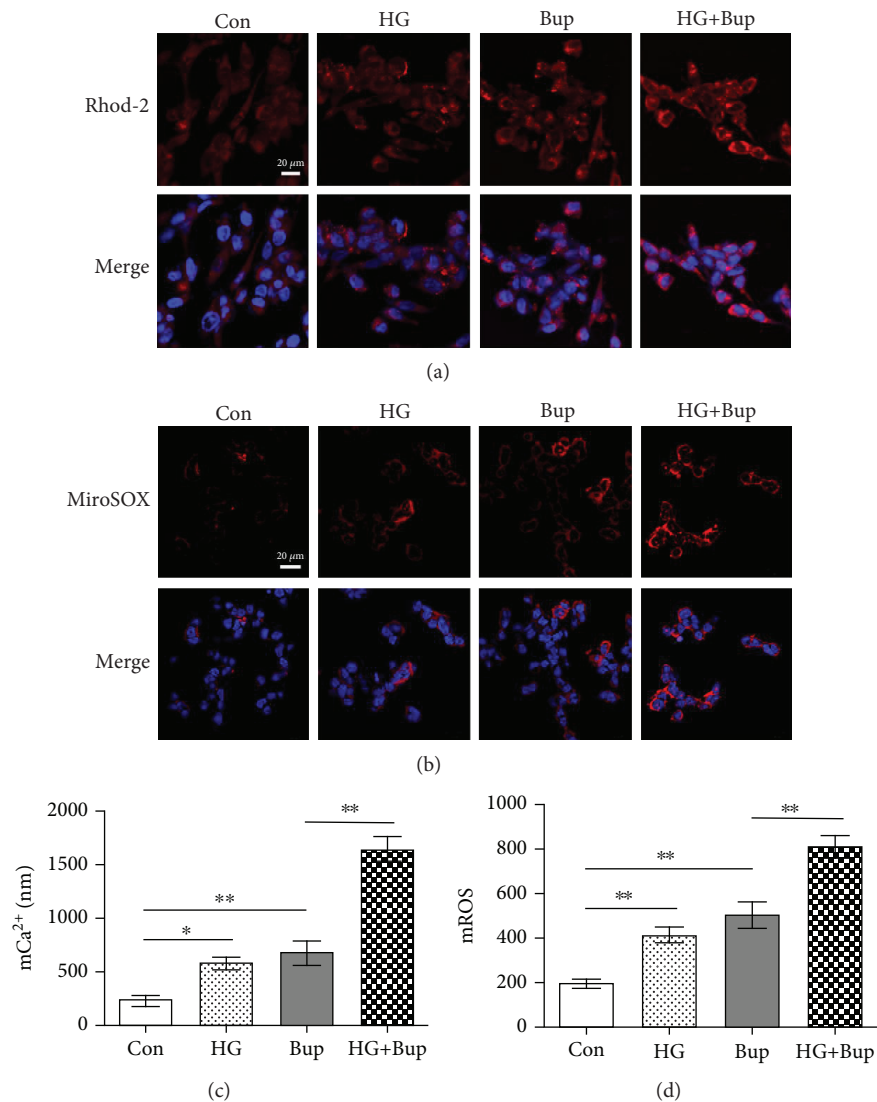 Con HG Bup HG+Bup
Rhod-2
20 μm
Merge
(a)
Con HG Bup HG+Bup
MiroSOX
20 μm
Merge
(b)
2000
1500
1000
500
0
mCa²⁺ (nm)
**
**
*
Con HG Bup HG+Bup
(c)
1000
800
600
400
200
0
mROS
**
**
**
Con HG Bup HG+Bup
(d)